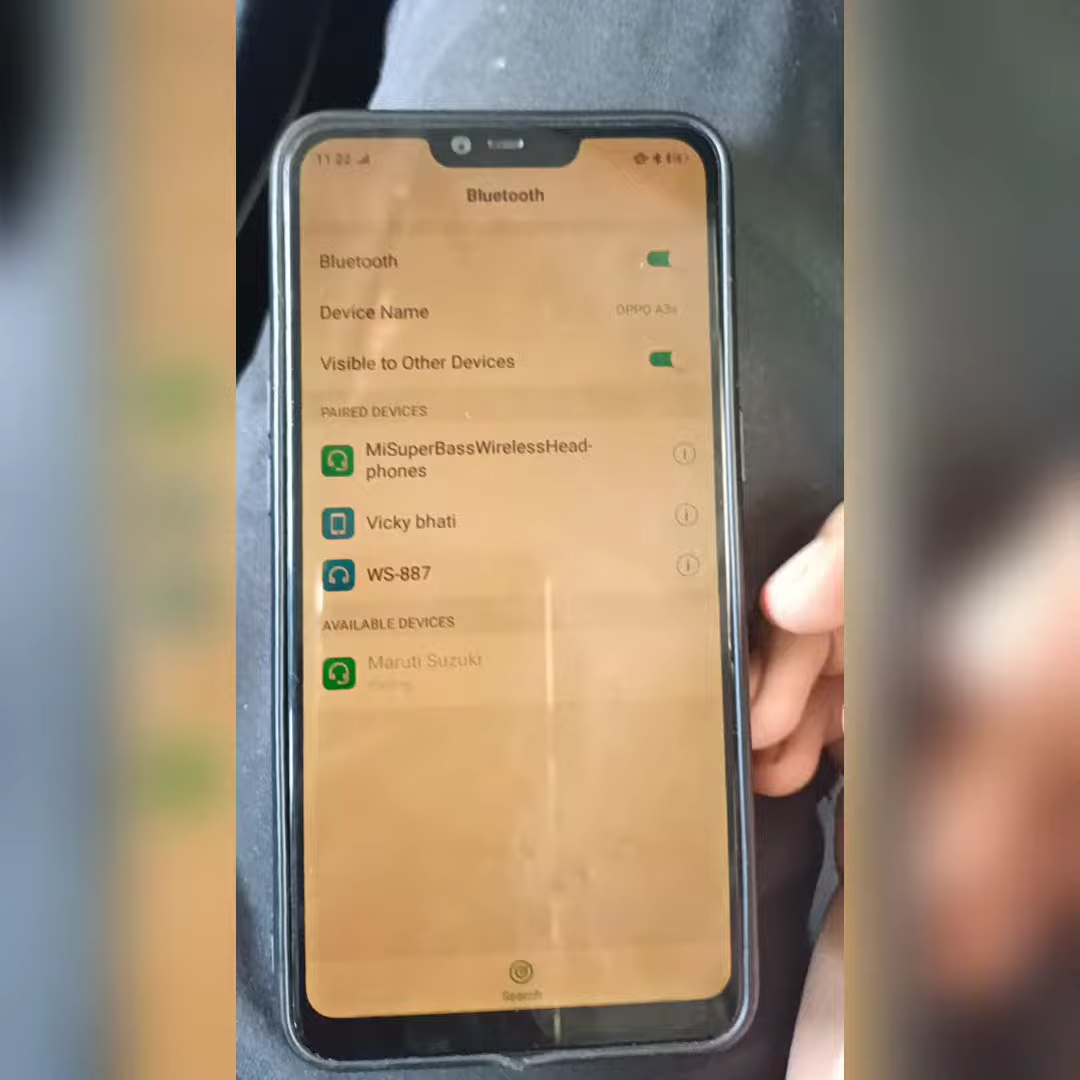 Bluetooth
Bluetooth
Device Name
OPPO A3s
Visible to Other Devices
PAIRED DEVICES
MiSuperBassWirelessHead-
phones
Vicky bhati
WS-887
AVAILABLE DEVICES
Maruti Suzuki
Search